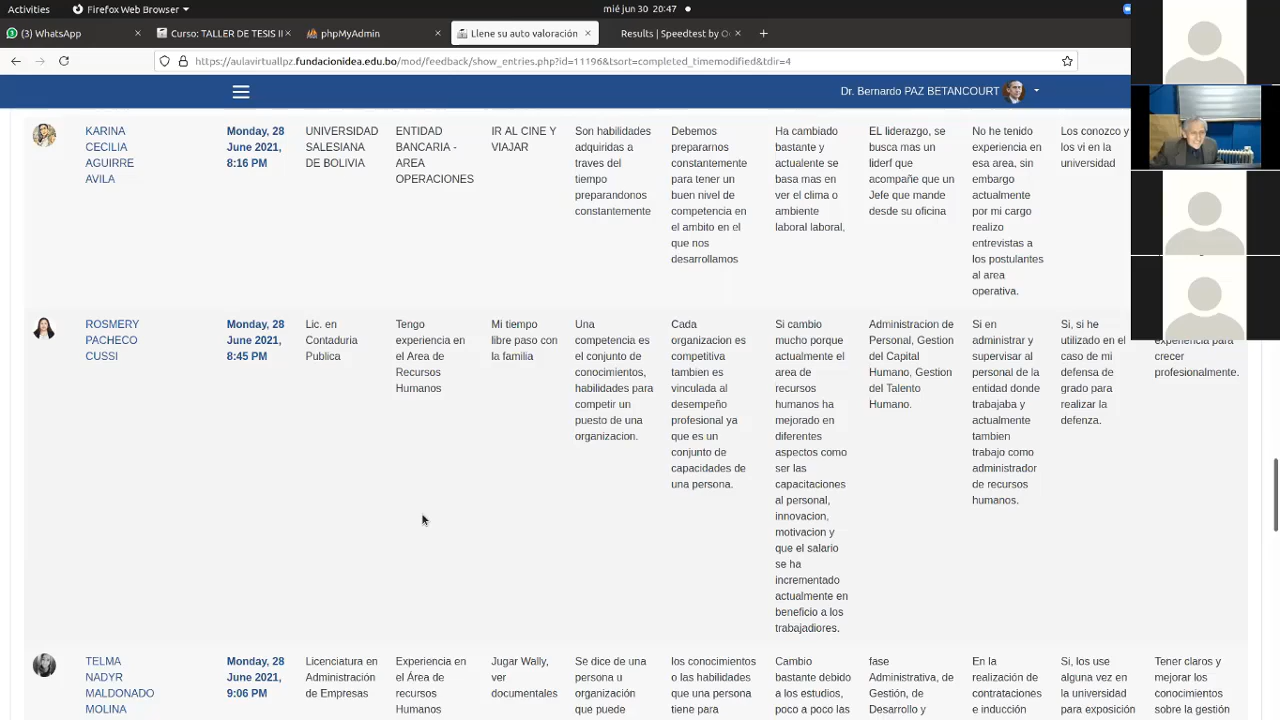 Activities
Firefox Web Browser
mié jun 30 20:47
(3) WhatsApp
Curso: TALLER DE TESIS II
phpMyAdmin
Llene su auto valoración
Results | Speedtest by O
https://aulavirtuallpz.fundacionidea.edu.bo/mod/feedback/show_entries.php?id=11196&tsort=completed_timemodified&tdir=4
Dr. Bernardo PAZ BETANCOURT
KARINA
CECILIA
AGUIRRE
AVILA
Monday, 28
June 2021,
8:16 PM
UNIVERSIDAD
SALESIANA
DE BOLIVIA
ENTIDAD
BANCARIA -
AREA
OPERACIONES
IR AL CINE Y
VIAJAR
Son habilidades
adquiridas a
traves del
tiempo
preparandonos
constantemente
Debemos
prepararnos
constantemente
para tener un
buen nivel de
competencia en
el ambito en el
que nos
desarrollamos
Ha cambiado
bastante y
actualente se
basa mas en
ver el clima o
ambiente
laboral laboral,
EL liderazgo, se
busca mas un
liderf que
acompañe que un
Jefe que mande
desde su oficina
No he tenido
experiencia en
esa area, sin
embargo
actualmente
por mi cargo
realizo
entrevistas a
los postulantes
al area
operativa.
Los conozco y
los vi en la
universidad
ROSMERY
PACHECO
CUSSI
Monday, 28
June 2021,
8:45 PM
Lic. en
Contaduria
Publica
Tengo
experiencia en
el Area de
Recursos
Humanos
Mi tiempo
libre paso con
la familia
Una
competencia es
el conjunto de
conocimientos,
habilidades para
competir un
puesto de una
organizacion.
Cada
organizacion es
competitiva
tambien es
vinculada al
desempeño
profesional ya
que es un
conjunto de
capacidades de
una persona.
Si cambio
mucho porque
actualmente el
area de
recursos
humanos ha
mejorado en
diferentes
aspectos como
ser las
capacitaciones
al personal,
innovacion,
motivacion y
que el salario
se ha
incrementado
actualmente en
beneficio a los
trabajadiores.
Administracion de
Personal, Gestion
del Capital
Humano, Gestion
del Talento
Humano.
Si en
administrar y
supervisar al
personal de la
entidad donde
trabajaba y
actualmente
tambien
trabajo como
administrador
de recursos
humanos.
Si, si he
utilizado en el
caso de mi
defensa de
grado para
realizar la
defenza.
experiencia para
crecer
profesionalmente.
TELMA
NADYR
MALDONADO
MOLINA
Monday, 28
June 2021,
9:06 PM
Licenciatura en
Administración
de Empresas
Experiencia en
el Área de
recursos
Humanos
Jugar Wally,
ver
documentales
Sé dice de una
persona u
organización
que puede
los conocimientos
o las habilidades
que una persona
tiene para
Cambio
bastante debido
a los estudios,
poco a poco las
fase
Administrativa, de
Gestión, de
Desarrollo y
En la
realización de
contrataciones
e inducción
Si, los use
alguna vez en
la universidad
para exposición
Tener claros y
mejorar los
conocimientos
sobre la gestión